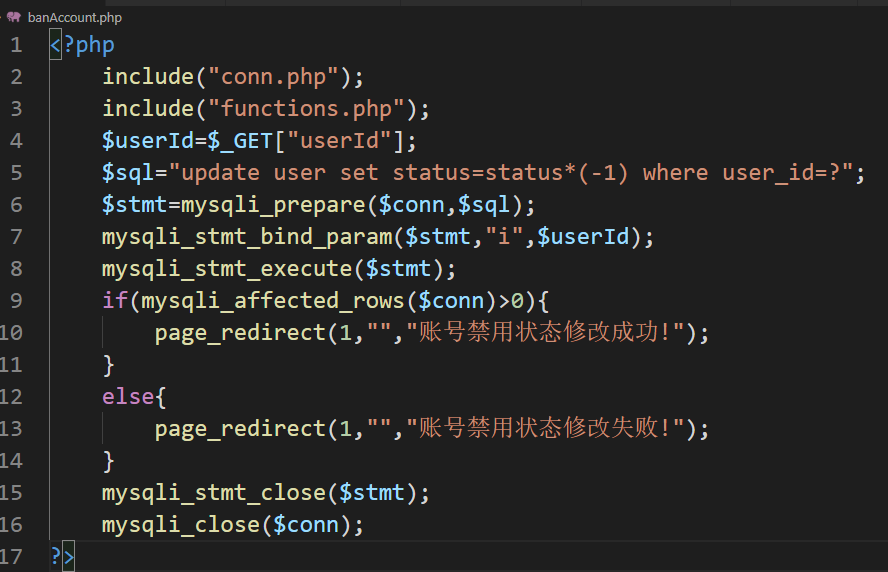 banAccount.php
1 <?php
2 include("conn.php");
3 include("functions.php");
4 $userId=$_GET["userId"];
5 $sql="update user set status=status*(-1) where user_id=?";
6 $stmt=mysqli_prepare($conn,$sql);
7 mysqli_stmt_bind_param($stmt,"i",$userId);
8 mysqli_stmt_execute($stmt);
9 if(mysqli_affected_rows($conn)>0){
10 page_redirect(1,"","账号禁用状态修改成功!");
11 }
12 else{
13 page_redirect(1,"","账号禁用状态修改失败!");
14 }
15 mysqli_stmt_close($stmt);
16 mysqli_close($conn);
17 ?>